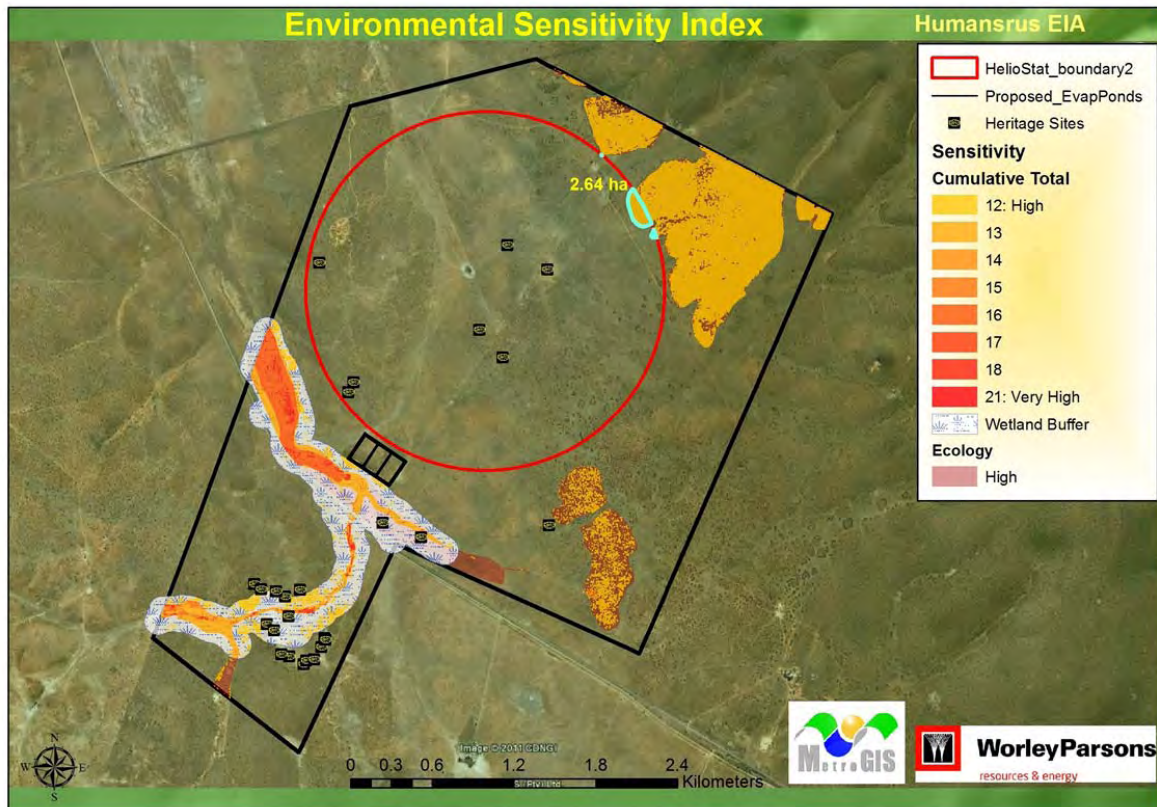 Environmental Sensitivity Index
Humansrus EIA
HelioStat_boundary2
Proposed_EvapPonds
Heritage Sites
Sensitivity
Cumulative Total
12: High
13
14
15
16
17
18
21: Very High
Wetland Buffer
Ecology
High
2.64 ha
N
W E
S
Image © 2011 CDNGI
0 0.3 0.6 1.2 1.8 2.4
Kilometers
MetroGIS
WorleyParsons
resources & energy